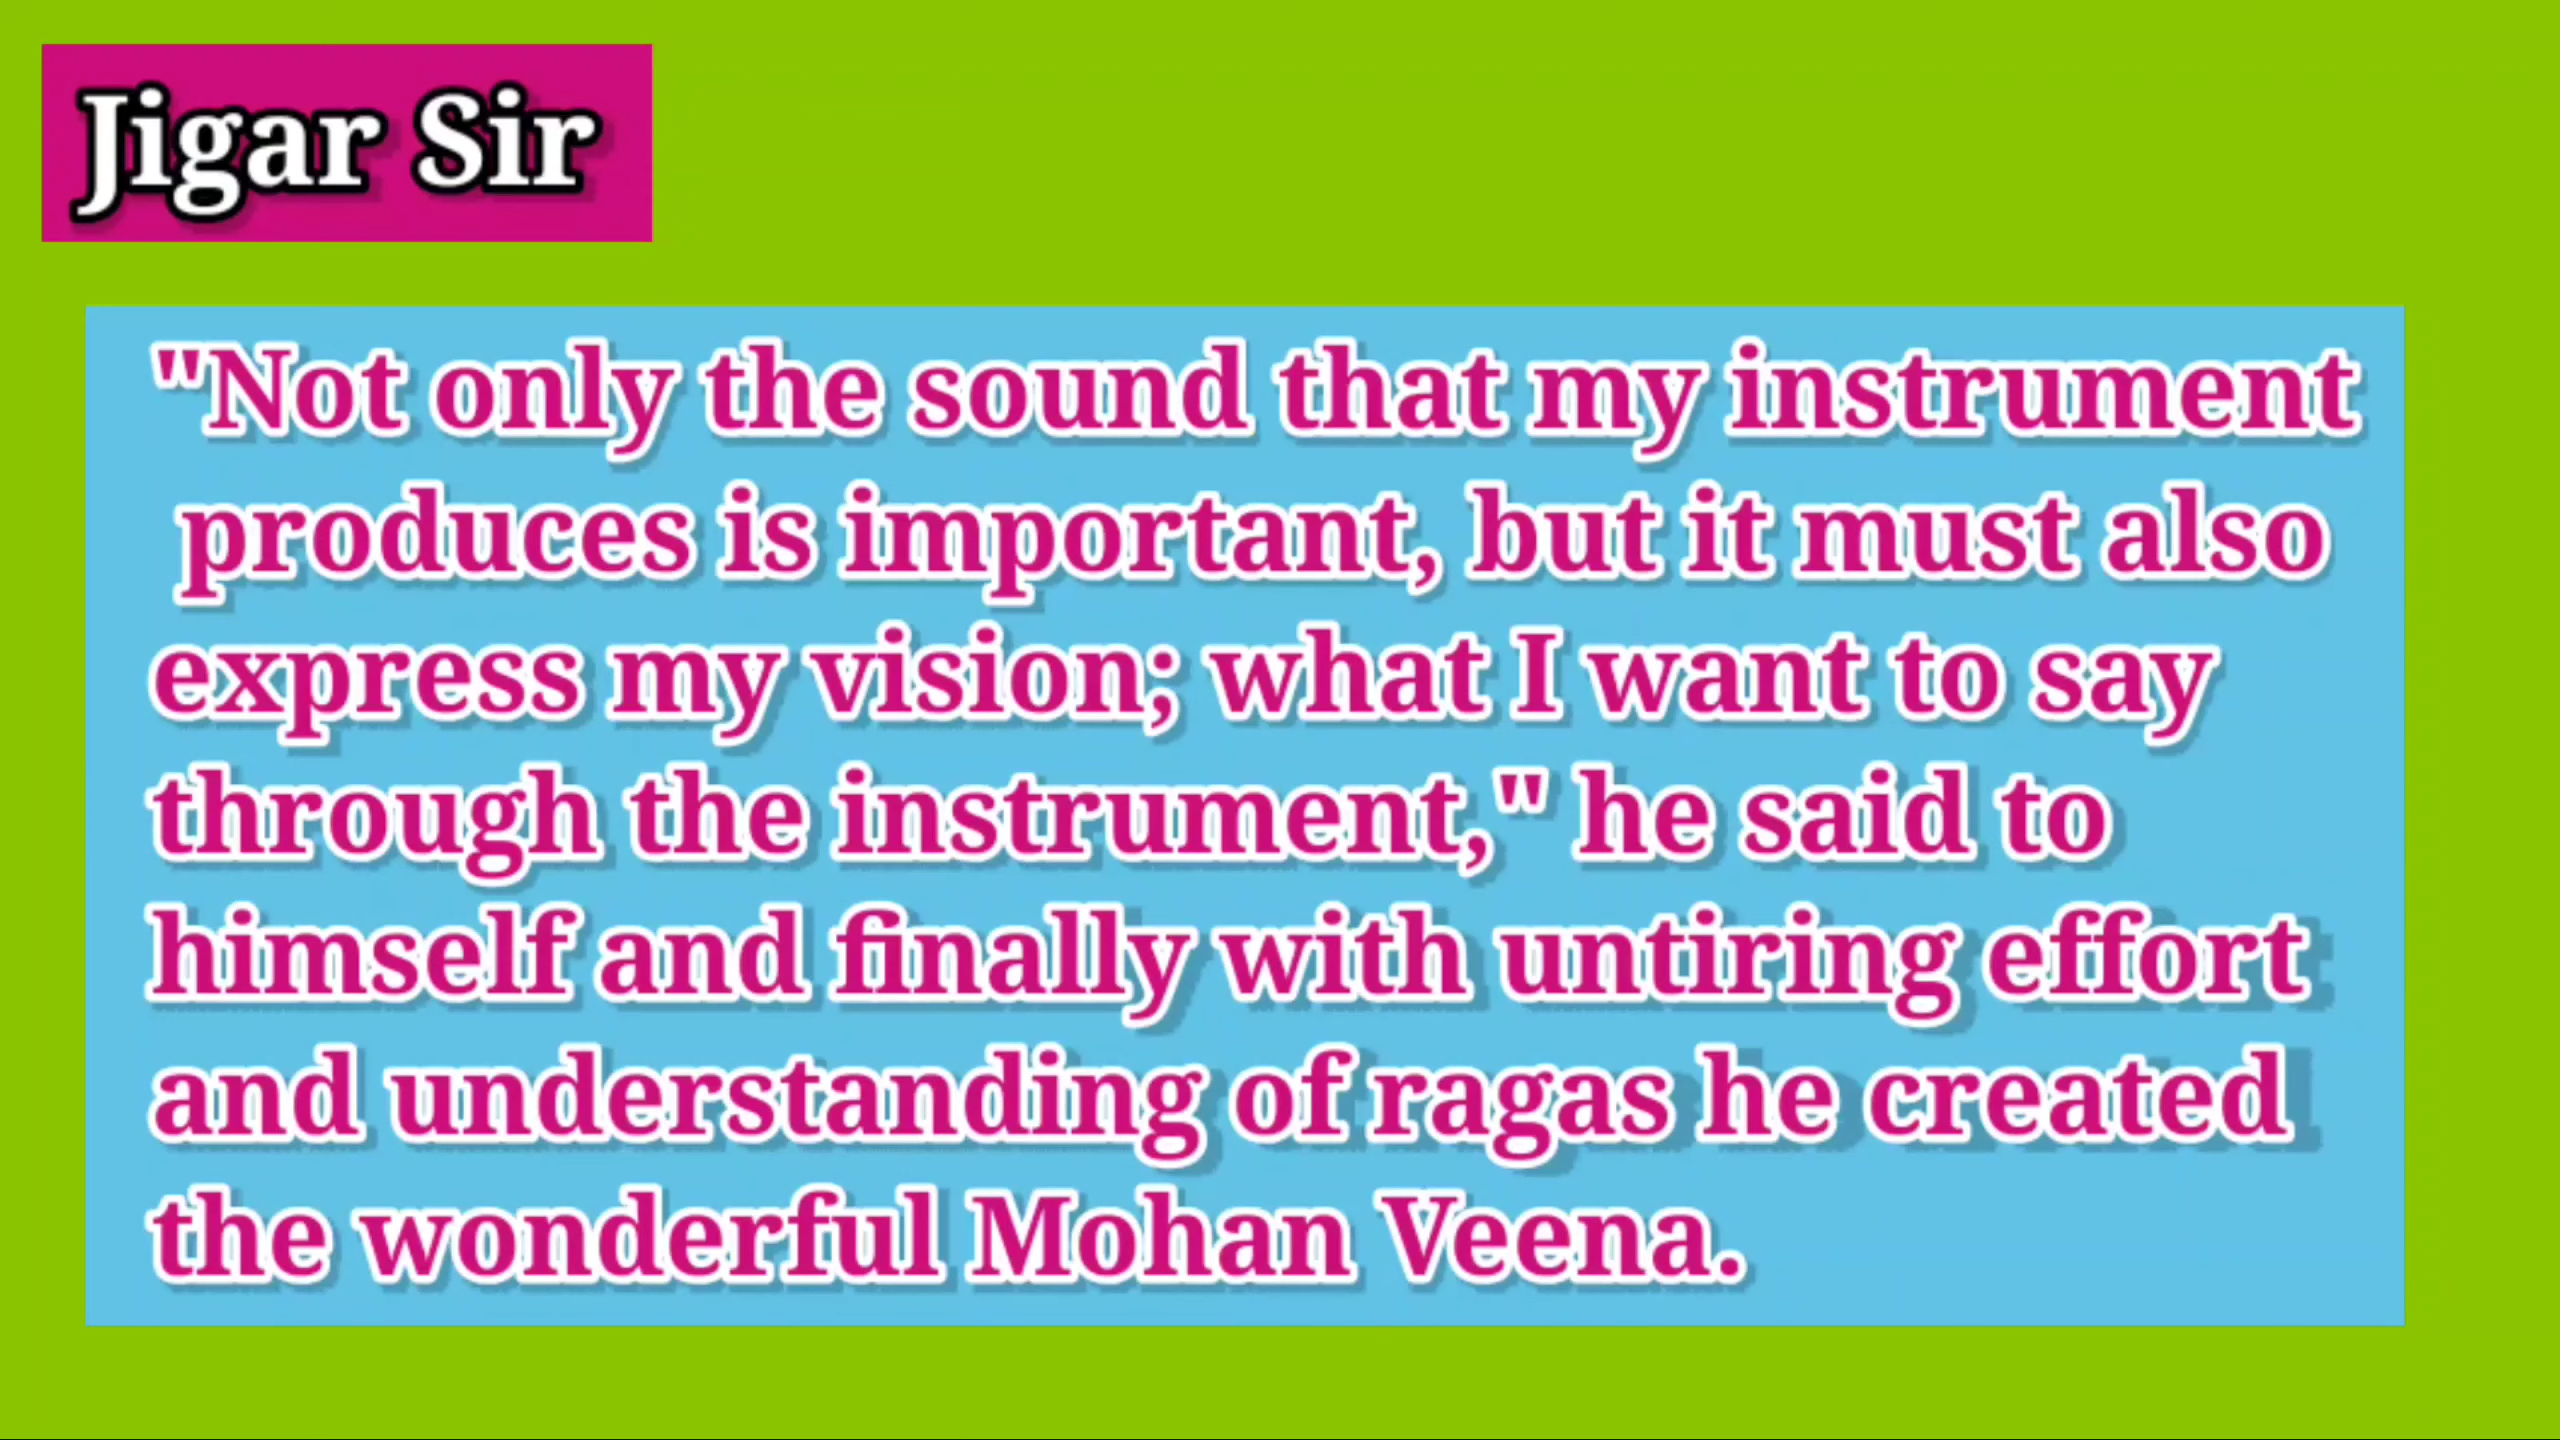 Jigar Sir
"Not only the sound that my instrument
produces is important, but it must also
express my vision; what I want to say
through the instrument," he said to
himself and finally with untiring effort
and understanding of ragas he created
the wonderful Mohan Veena.